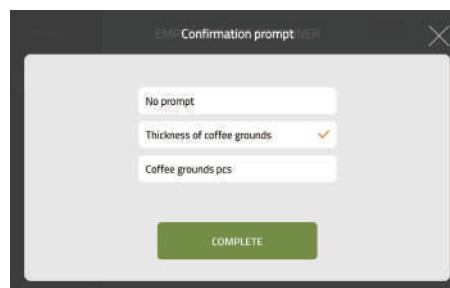 Confirmation prompt
No prompt
Thickness of coffee grounds
Coffee grounds pcs
COMPLETE